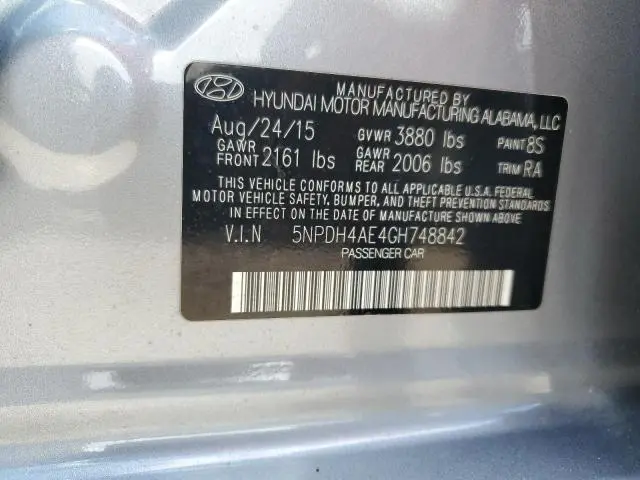 MANUFACTURED BY
HYUNDAI MOTOR MANUFACTURING ALABAMA, LLC
Aug/24/15 GVWR 3880 lbs PAINT 8S
GAWR FRONT 2161 lbs GAWR REAR 2006 lbs TRIM RA
THIS VEHICLE CONFORMS TO ALL APPLICABLE U.S.A. FEDERAL
MOTOR VEHICLE SAFETY, BUMPER, AND THEFT PREVENTION STANDARDS
IN EFFECT ON THE DATE OF MANUFACTURE SHOWN ABOVE.
V.I.N 5NPDH4AE4GH748842
PASSENGER CAR